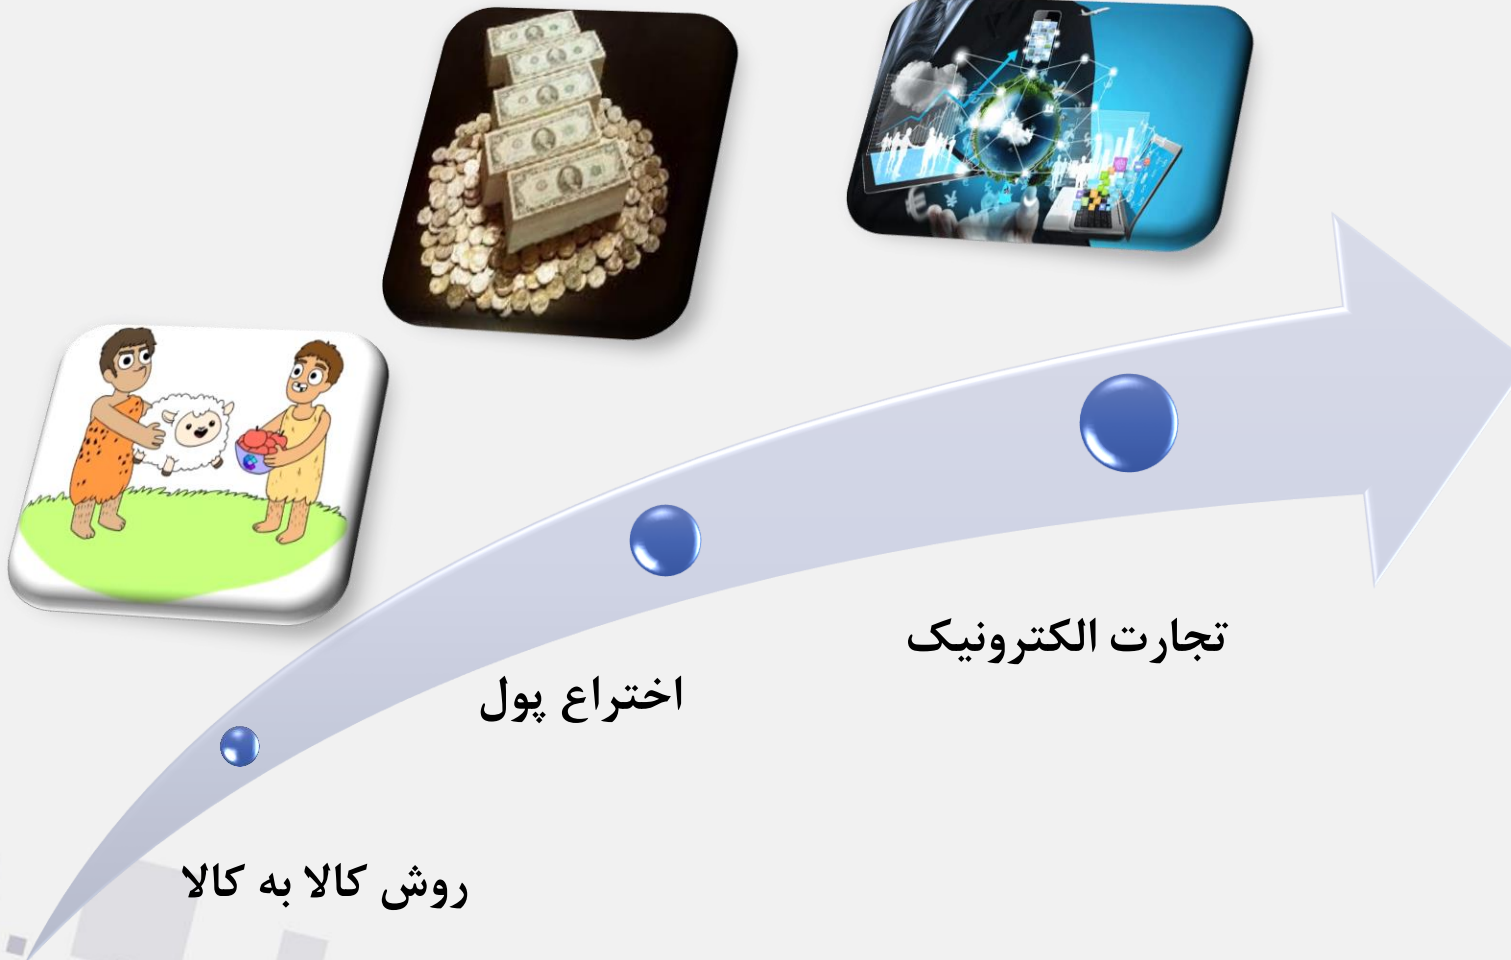 تجارت الکترونیک
اختراع پول
روش کالا به کالا